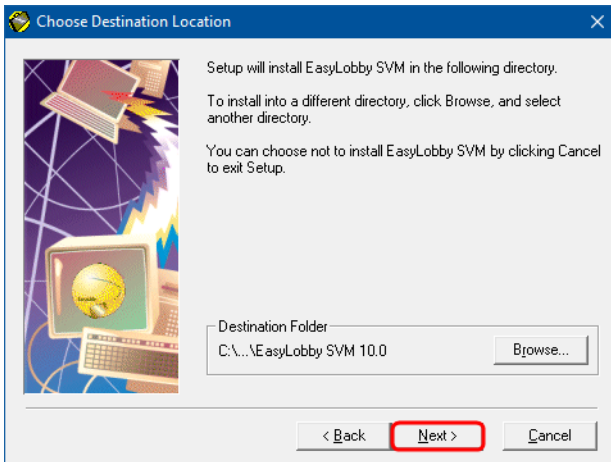 Choose Destination Location
Setup will install EasyLobby SVM in the following directory.
To install into a different directory, click Browse, and select
another directory.
You can choose not to install EasyLobby SVM by clicking Cancel
to exit Setup.
Destination Folder
C:\...\EasyLobby SVM 10.0
Browse...
< Back
Next >
Cancel